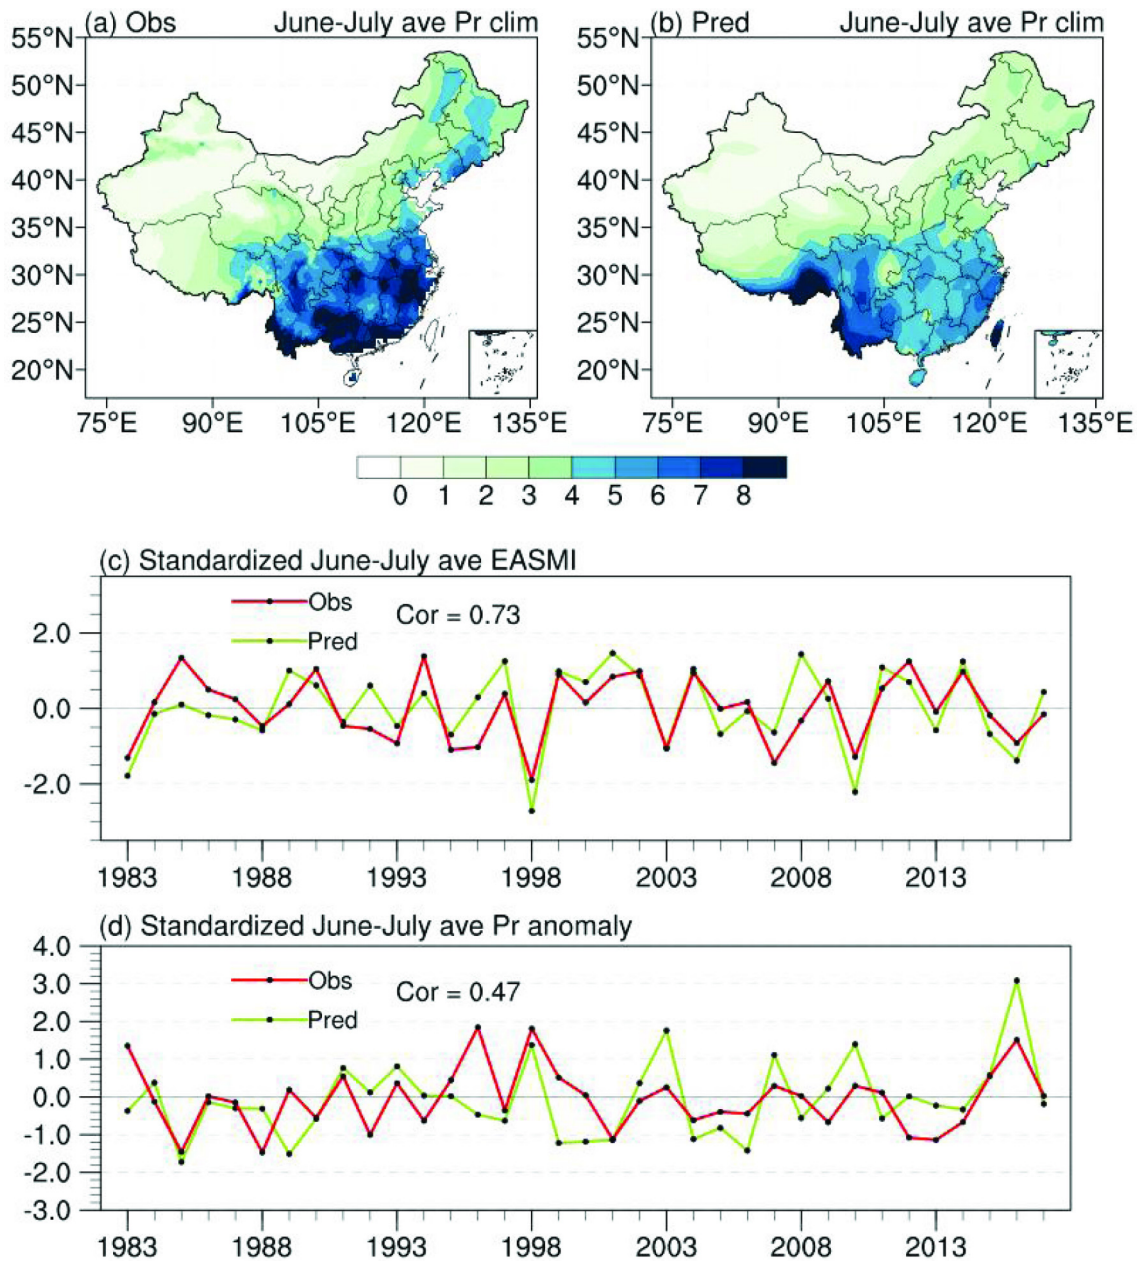 (a) Obs June-July ave Pr clim
(b) Pred June-July ave Pr clim
55°N
50°N
45°N
40°N
35°N
30°N
25°N
20°N
75°E 90°E 105°E 120°E 135°E
55°N
50°N
45°N
40°N
35°N
30°N
25°N
20°N
75°E 90°E 105°E 120°E 135°E
0 1 2 3 4 5 6 7 8
(c) Standardized June-July ave EASMI
Obs
Pred
Cor = 0.73
2.0
0.0
-2.0
1983 1988 1993 1998 2003 2008 2013
(d) Standardized June-July ave Pr anomaly
Obs
Pred
Cor = 0.47
4.0
3.0
2.0
1.0
0.0
-1.0
-2.0
-3.0
1983 1988 1993 1998 2003 2008 2013